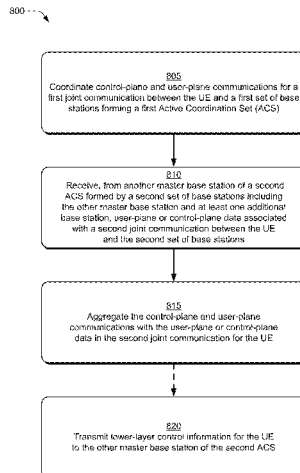 800
805
Coordinate control-plane and user-plane communications for a
first joint communication between the UE and a first set of base
stations forming a first Active Coordination Set (ACS)
810
Receive, from another master base station of a second
ACS formed by a second set of base stations including
the other master base station and at least one additional
base station, user-plane or control-plane data associated
with a second joint communication between the UE
and the second set of base stations
815
Aggregate the control-plane and user-plane
communications with the user-plane or control-plane
data in the second joint communication for the UE
820
Transmit lower-layer control information for the UE
to the other master base station of the second ACS